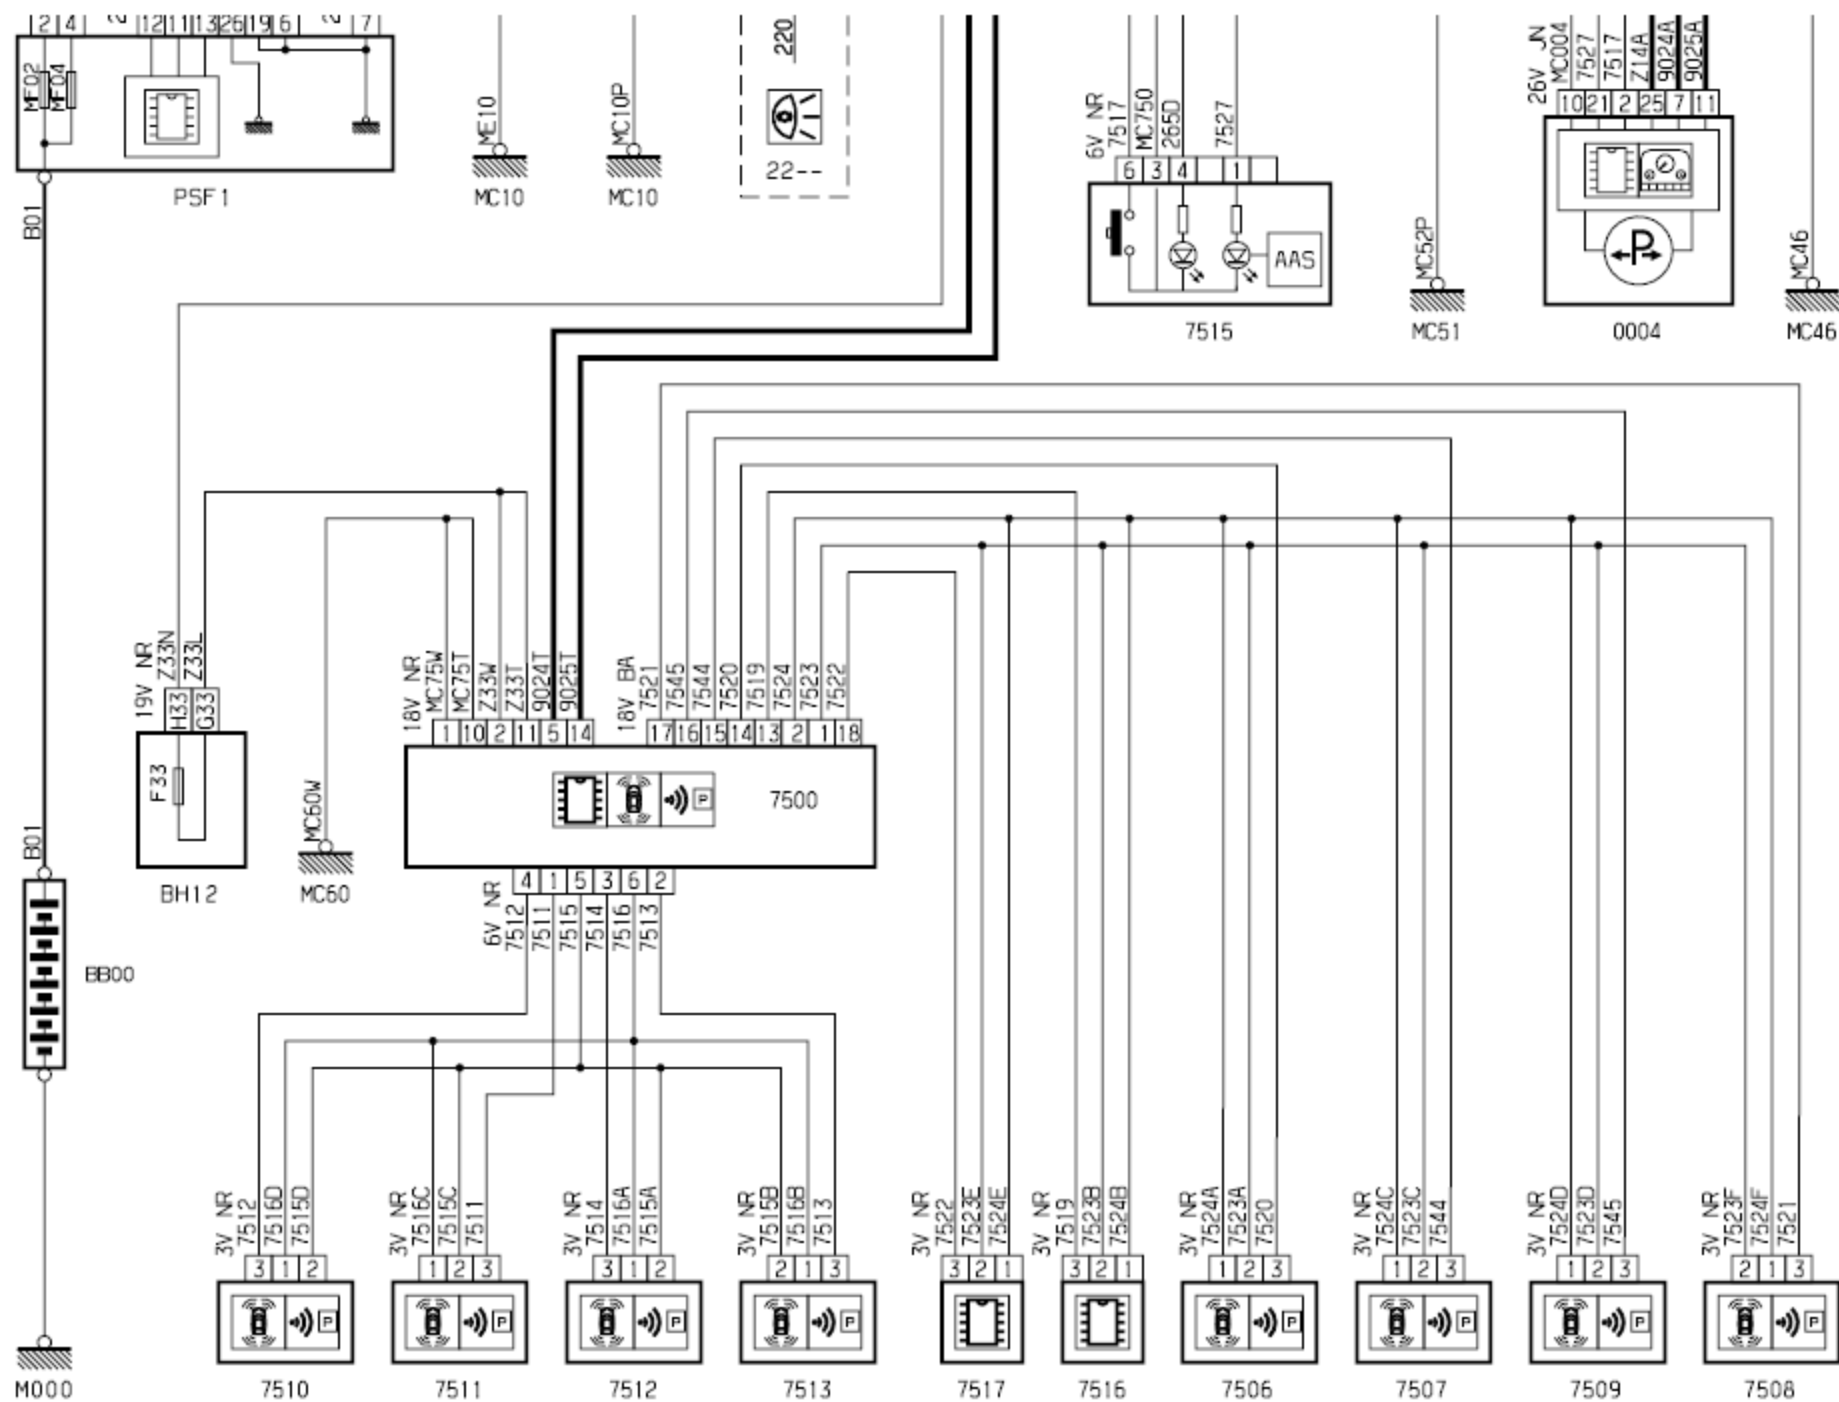 2 4 12 11 13 26 19 6 7
MF02
MF04
PSF1
B01
ME10
MC10
MC10P
MC10
220
22--
6V NR
7517
MC750
265D
7527
6 3 4 1
AAS
7515
MC52P
MC51
26V JN
MC004
7527
7517
Z14A
9024A
9025A
10 21 2 25 7 11
P
0004
MC46
MC46
19V NR
Z33N
Z33L
H33 G33
F33
BH12
MC60W
MC60
18V NR
MC75W
MC75T
Z33W
Z33T
9024T
9025T
1 10 2 11 5 14
18V BA
7521
7545
7544
7520
7519
7524
7523
7522
17 16 15 14 13 2 1 18
P
7500
4 1 5 3 6 2
6V NR
7512
7511
7515
7514
7516
7513
B01
BB00
M000
3V NR
7512
7516D
7515D
3 1 2
P
7510
3V NR
7516C
7515C
7511
1 2 3
P
7511
3V NR
7514
7516A
7515A
3 1 2
P
7512
3V NR
7515B
7516B
7513
2 1 3
P
7513
3V NR
7522
7523E
7524E
3 2 1
7517
3V NR
7519
7523B
7524B
3 2 1
7516
3V NR
7524A
7523A
7520
1 2 3
P
7506
3V NR
7524C
7523C
7544
1 2 3
P
7507
3V NR
7524D
7523D
7545
1 2 3
P
7509
3V NR
7523F
7524F
7521
2 1 3
P
7508